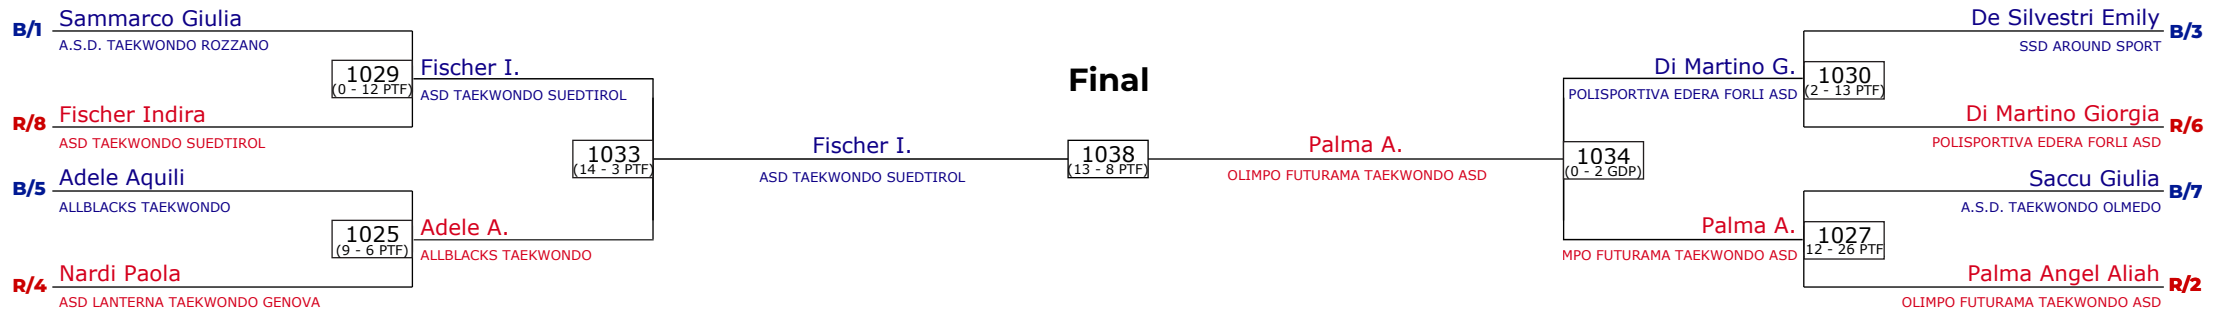 B/1 Sammarco Giulia
A.S.D. TAEKWONDO ROZZANO
1029
(0 - 12 PTF)
R/8 Fischer Indira
ASD TAEKWONDO SUEDTIROL
Fischer I.
ASD TAEKWONDO SUEDTIROL
B/5 Adele Aquili
ALLBLACKS TAEKWONDO
1025
(9 - 6 PTF)
R/4 Nardi Paola
ASD LANTERNA TAEKWONDO GENOVA
Adele A.
ALLBLACKS TAEKWONDO
1033
(14 - 3 PTF)
Fischer I.
ASD TAEKWONDO SUEDTIROL
Final
1038
(13 - 8 PTF)
Palma A.
OLIMPO FUTURAMA TAEKWONDO ASD
1034
(0 - 2 GDP)
Di Martino G.
POLISPORTIVA EDERA FORLI ASD
Palma A.
MPO FUTURAMA TAEKWONDO ASD
De Silvestri Emily B/3
SSD AROUND SPORT
1030
(2 - 13 PTF)
Di Martino Giorgia R/6
POLISPORTIVA EDERA FORLI ASD
Saccu Giulia B/7
A.S.D. TAEKWONDO OLMEDO
1027
12 - 26 PTF
Palma Angel Aliah R/2
OLIMPO FUTURAMA TAEKWONDO ASD